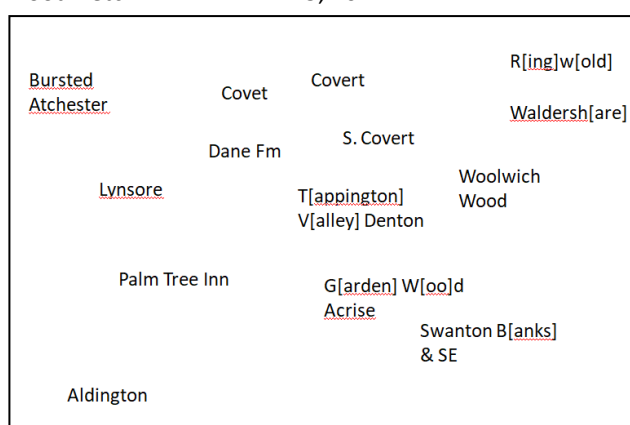 R[ing]w[old]
Bursted
Atchester
Covet
Covert
Waldersh[are]
Dane Fm
S. Covert
Lynsore
Woolwich
Wood
T[appington]
V[alley] Denton
Palm Tree Inn
G[arden] W[oo]d
Acrise
Swanton B[anks]
& SE
Aldington